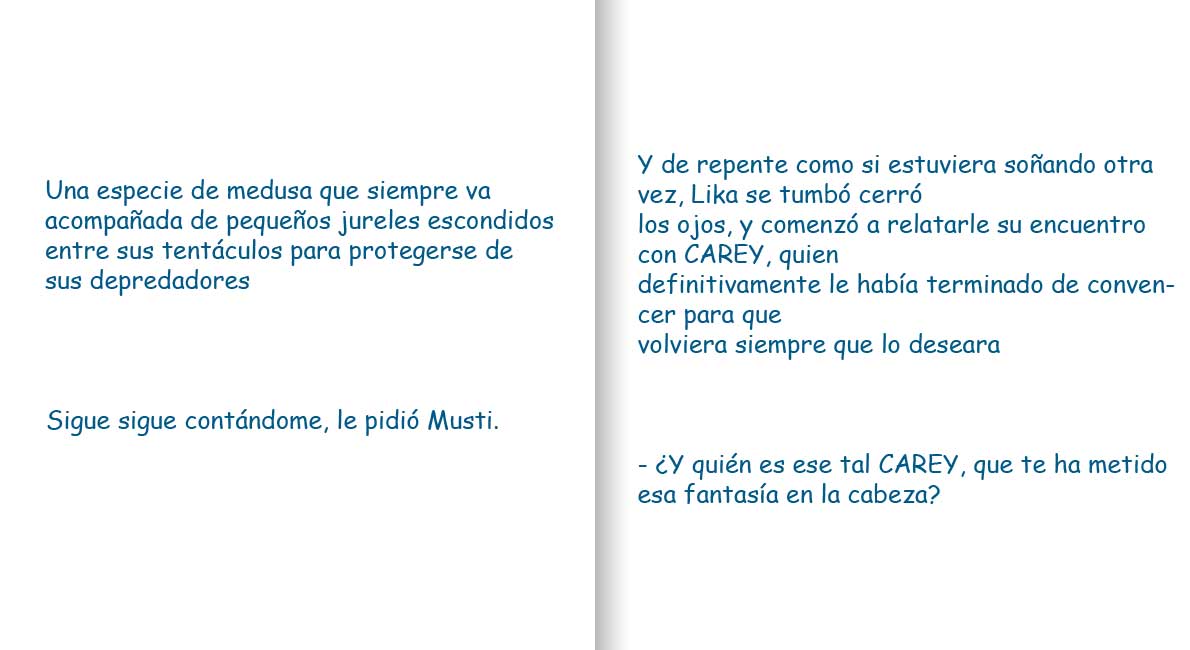 Una especie de medusa que siempre va
acompañada de pequeños jureles escondidos
entre sus tentáculos para protegerse de
sus depredadores
Sigue sigue contándome, le pidió Musti.
Y de repente como si estuviera soñando otra
vez, Lika se tumbó cerró
los ojos, y comenzó a relatarle su encuentro
con CAREY, quien
definitivamente le había terminado de conven-
cer para que
volviera siempre que lo deseara
- ¿Y quién es ese tal CAREY, que te ha metido
esa fantasía en la cabeza?